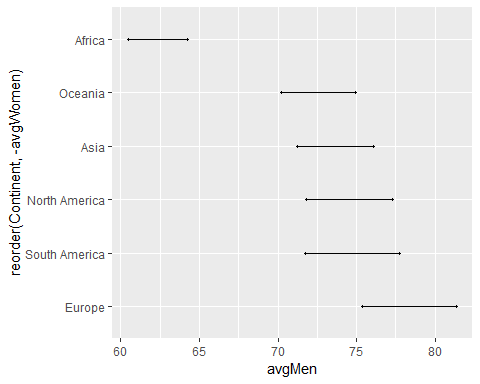 reorder(Continent, -avgWomen)
Africa
Oceania
Asia
North America
South America
Europe
60 65 70 75 80
avgMen